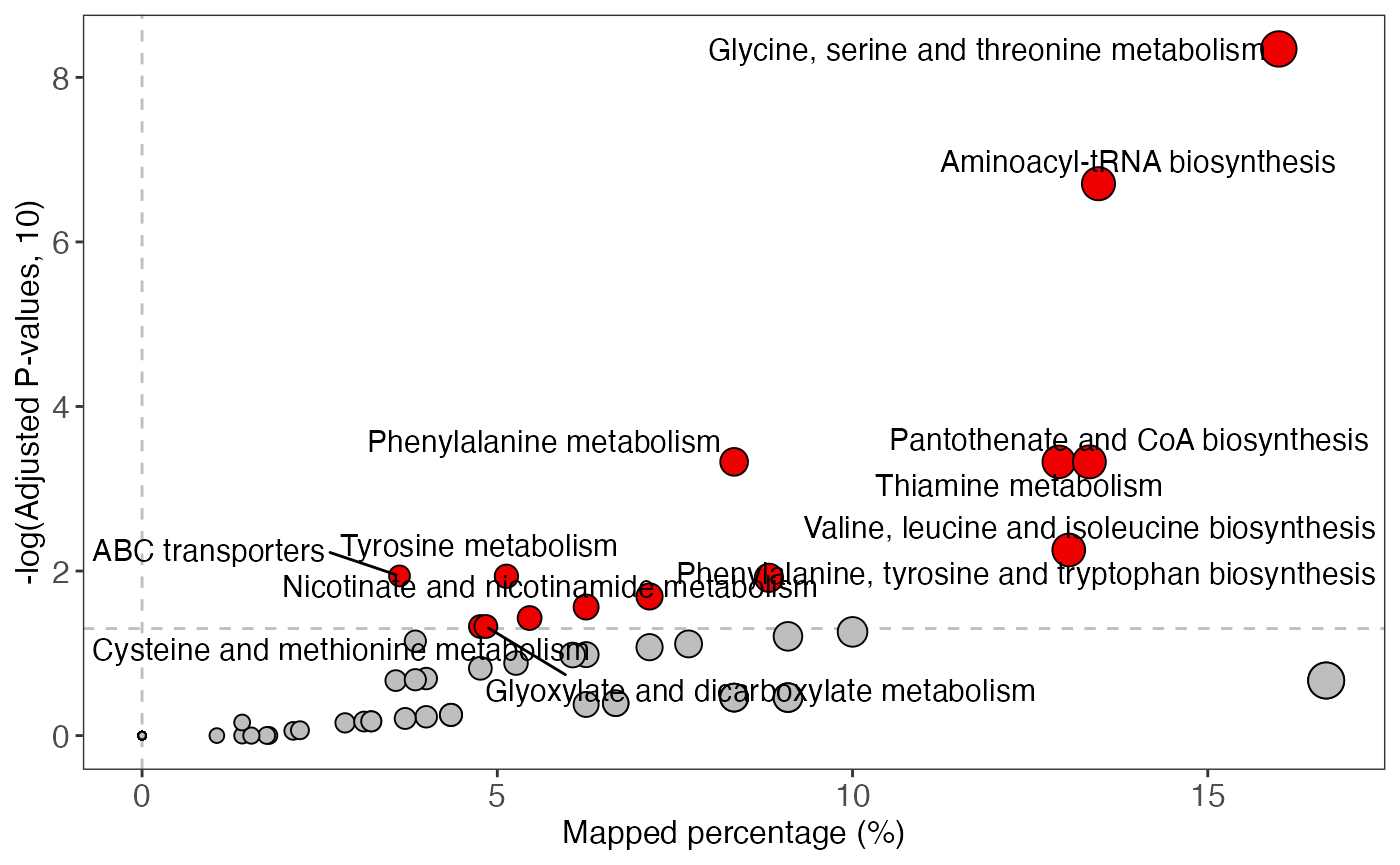 Glycine, serine and threonine metabolism
8
Aminoacyl-tRNA biosynthesis
6
-log(Adjusted P-values, 10)
4
Phenylalanine metabolism
Pantothenate and CoA biosynthesis
Thiamine metabolism
Valine, leucine and isoleucine biosynthesis
ABC transporters
Tyrosine metabolism
2
Phenylalanine, tyrosine and tryptophan biosynthesis
Nicotinate and nicotinamide metabolism
Cysteine and methionine metabolism
Glyoxylate and dicarboxylate metabolism
0
0 5 10 15
Mapped percentage (%)